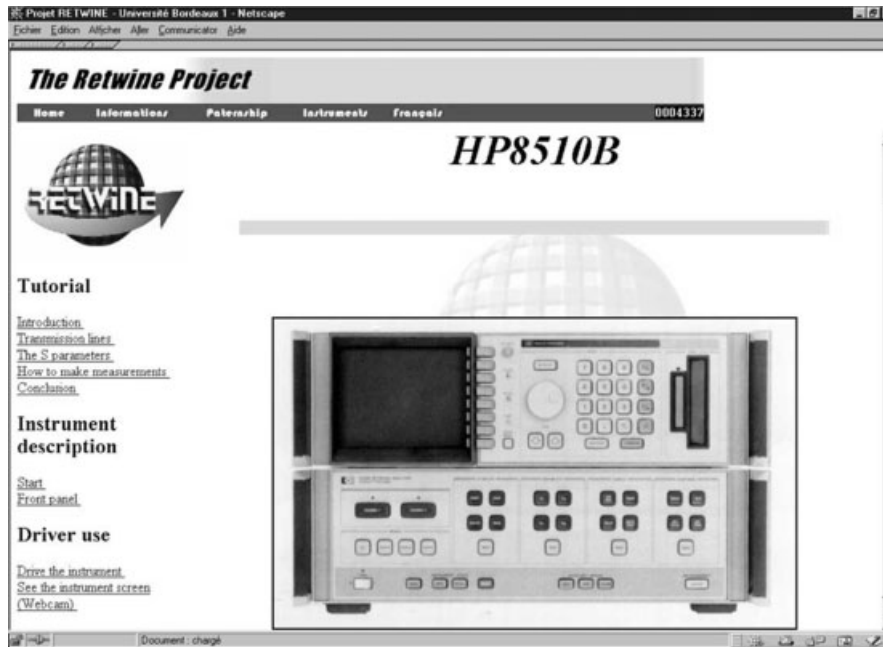 Projet RETWINE - Université Bordeaux 1 - Netscape
Fichier Edition Afficher Aller Communicator Aide
The Retwine Project
Home Informations Paternship Instruments Français 0004337
RETWINE
HP8510B
Tutorial
Introduction
Transmission lines
The S parameters
How to make measurements
Conclusion
Instrument
description
Start
Front panel
Driver use
Drive the instrument
See the instrument screen
(Webcam)
Document : chargé